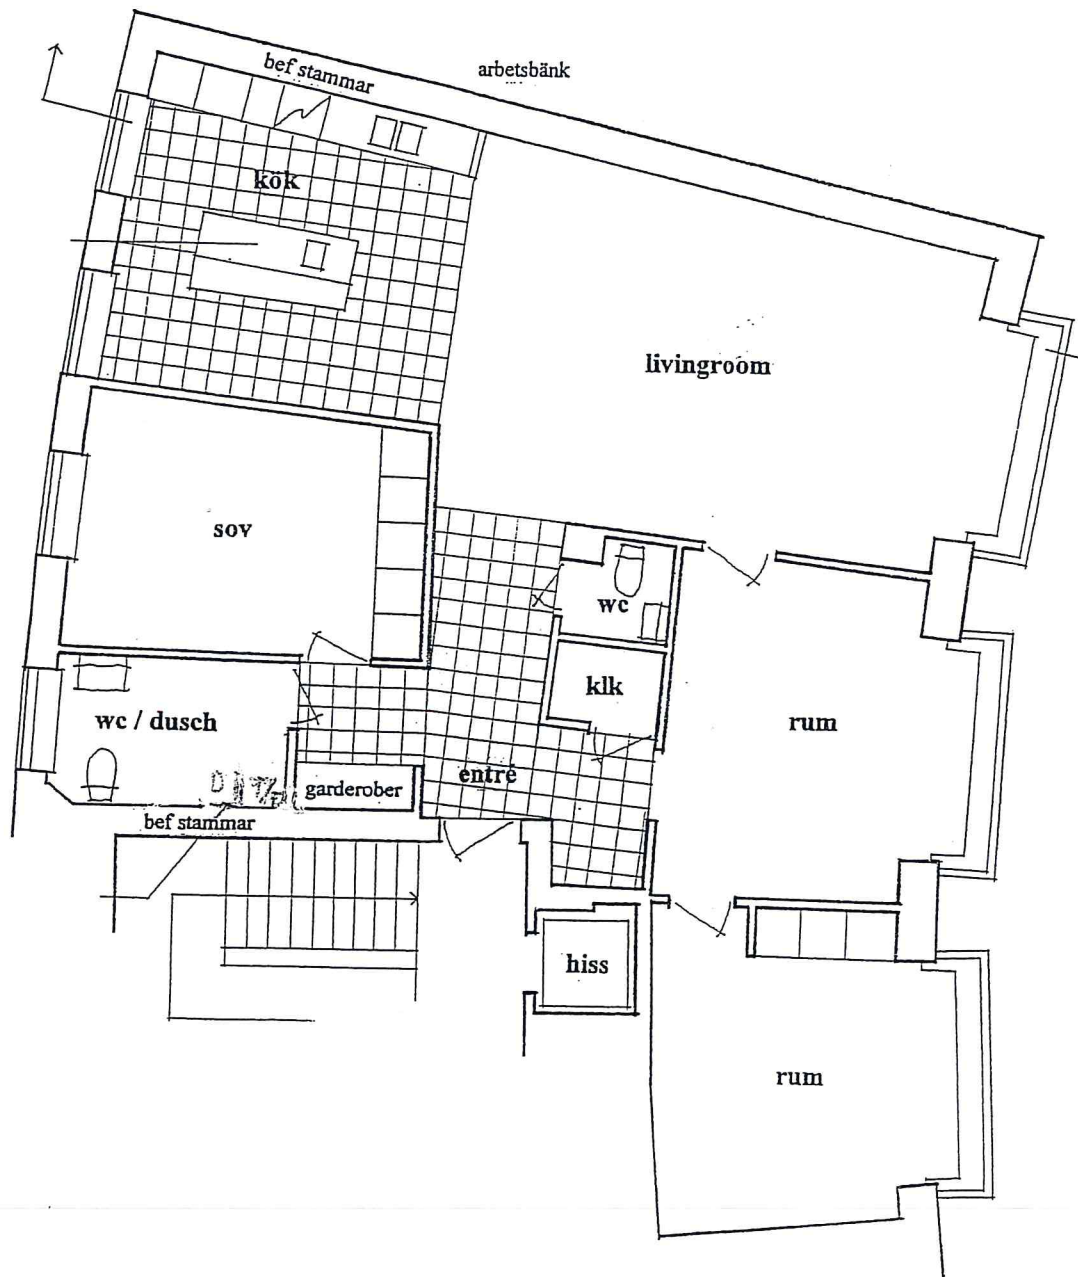 bef stammar
arbetsbänk
kök
livingroom
sov
wc
klk
rum
wc / dusch
entré
garderober
bef stammar
hiss
rum